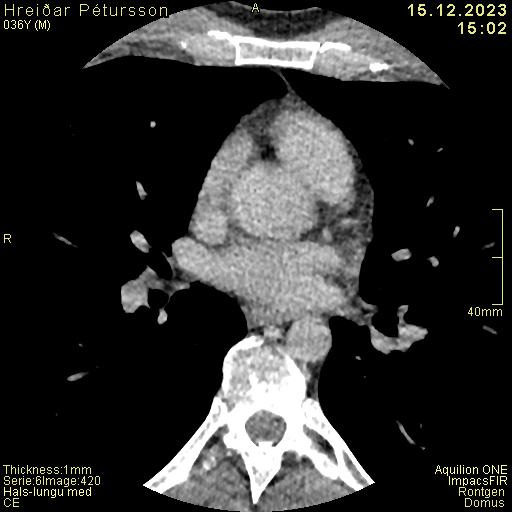 Hreiðar Pétursson
036Y (M)
A
15.12.2023
15:02
R
40mm
Thickness:1mm
Serie:6Image:420
Hals-lungu med
CE
Aquilion ONE
ImpacsFIR
Rontgen
Domus